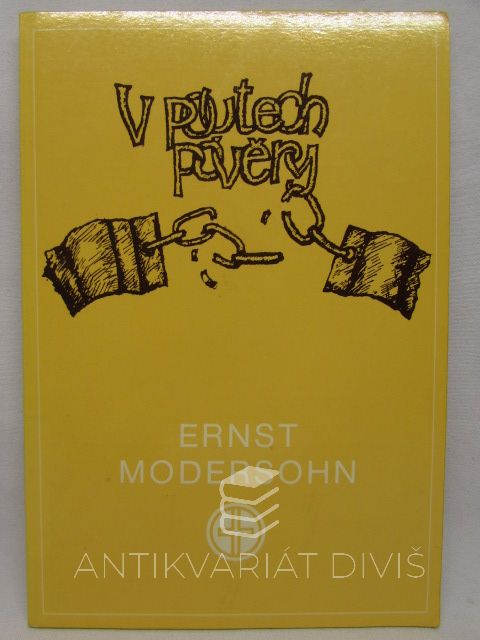 V poutech
pověry
ERNST
MODERSOHN
ANTIKVARIÁT DIVIŠ